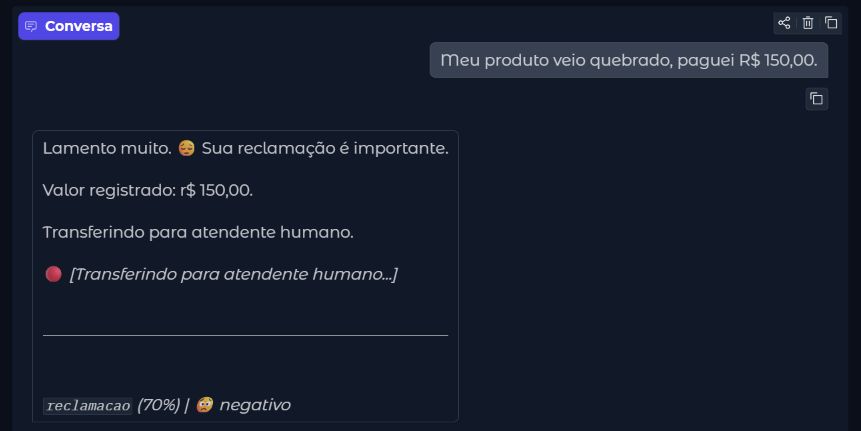 Conversa
Meu produto veio quebrado, paguei R$ 150,00.
Lamento muito. 😔 Sua reclamação é importante.
Valor registrado: r$ 150,00.
Transferindo para atendente humano.
🔴 [Transferindo para atendente humano...]
reclamacao (70%) | 🤕 negativo